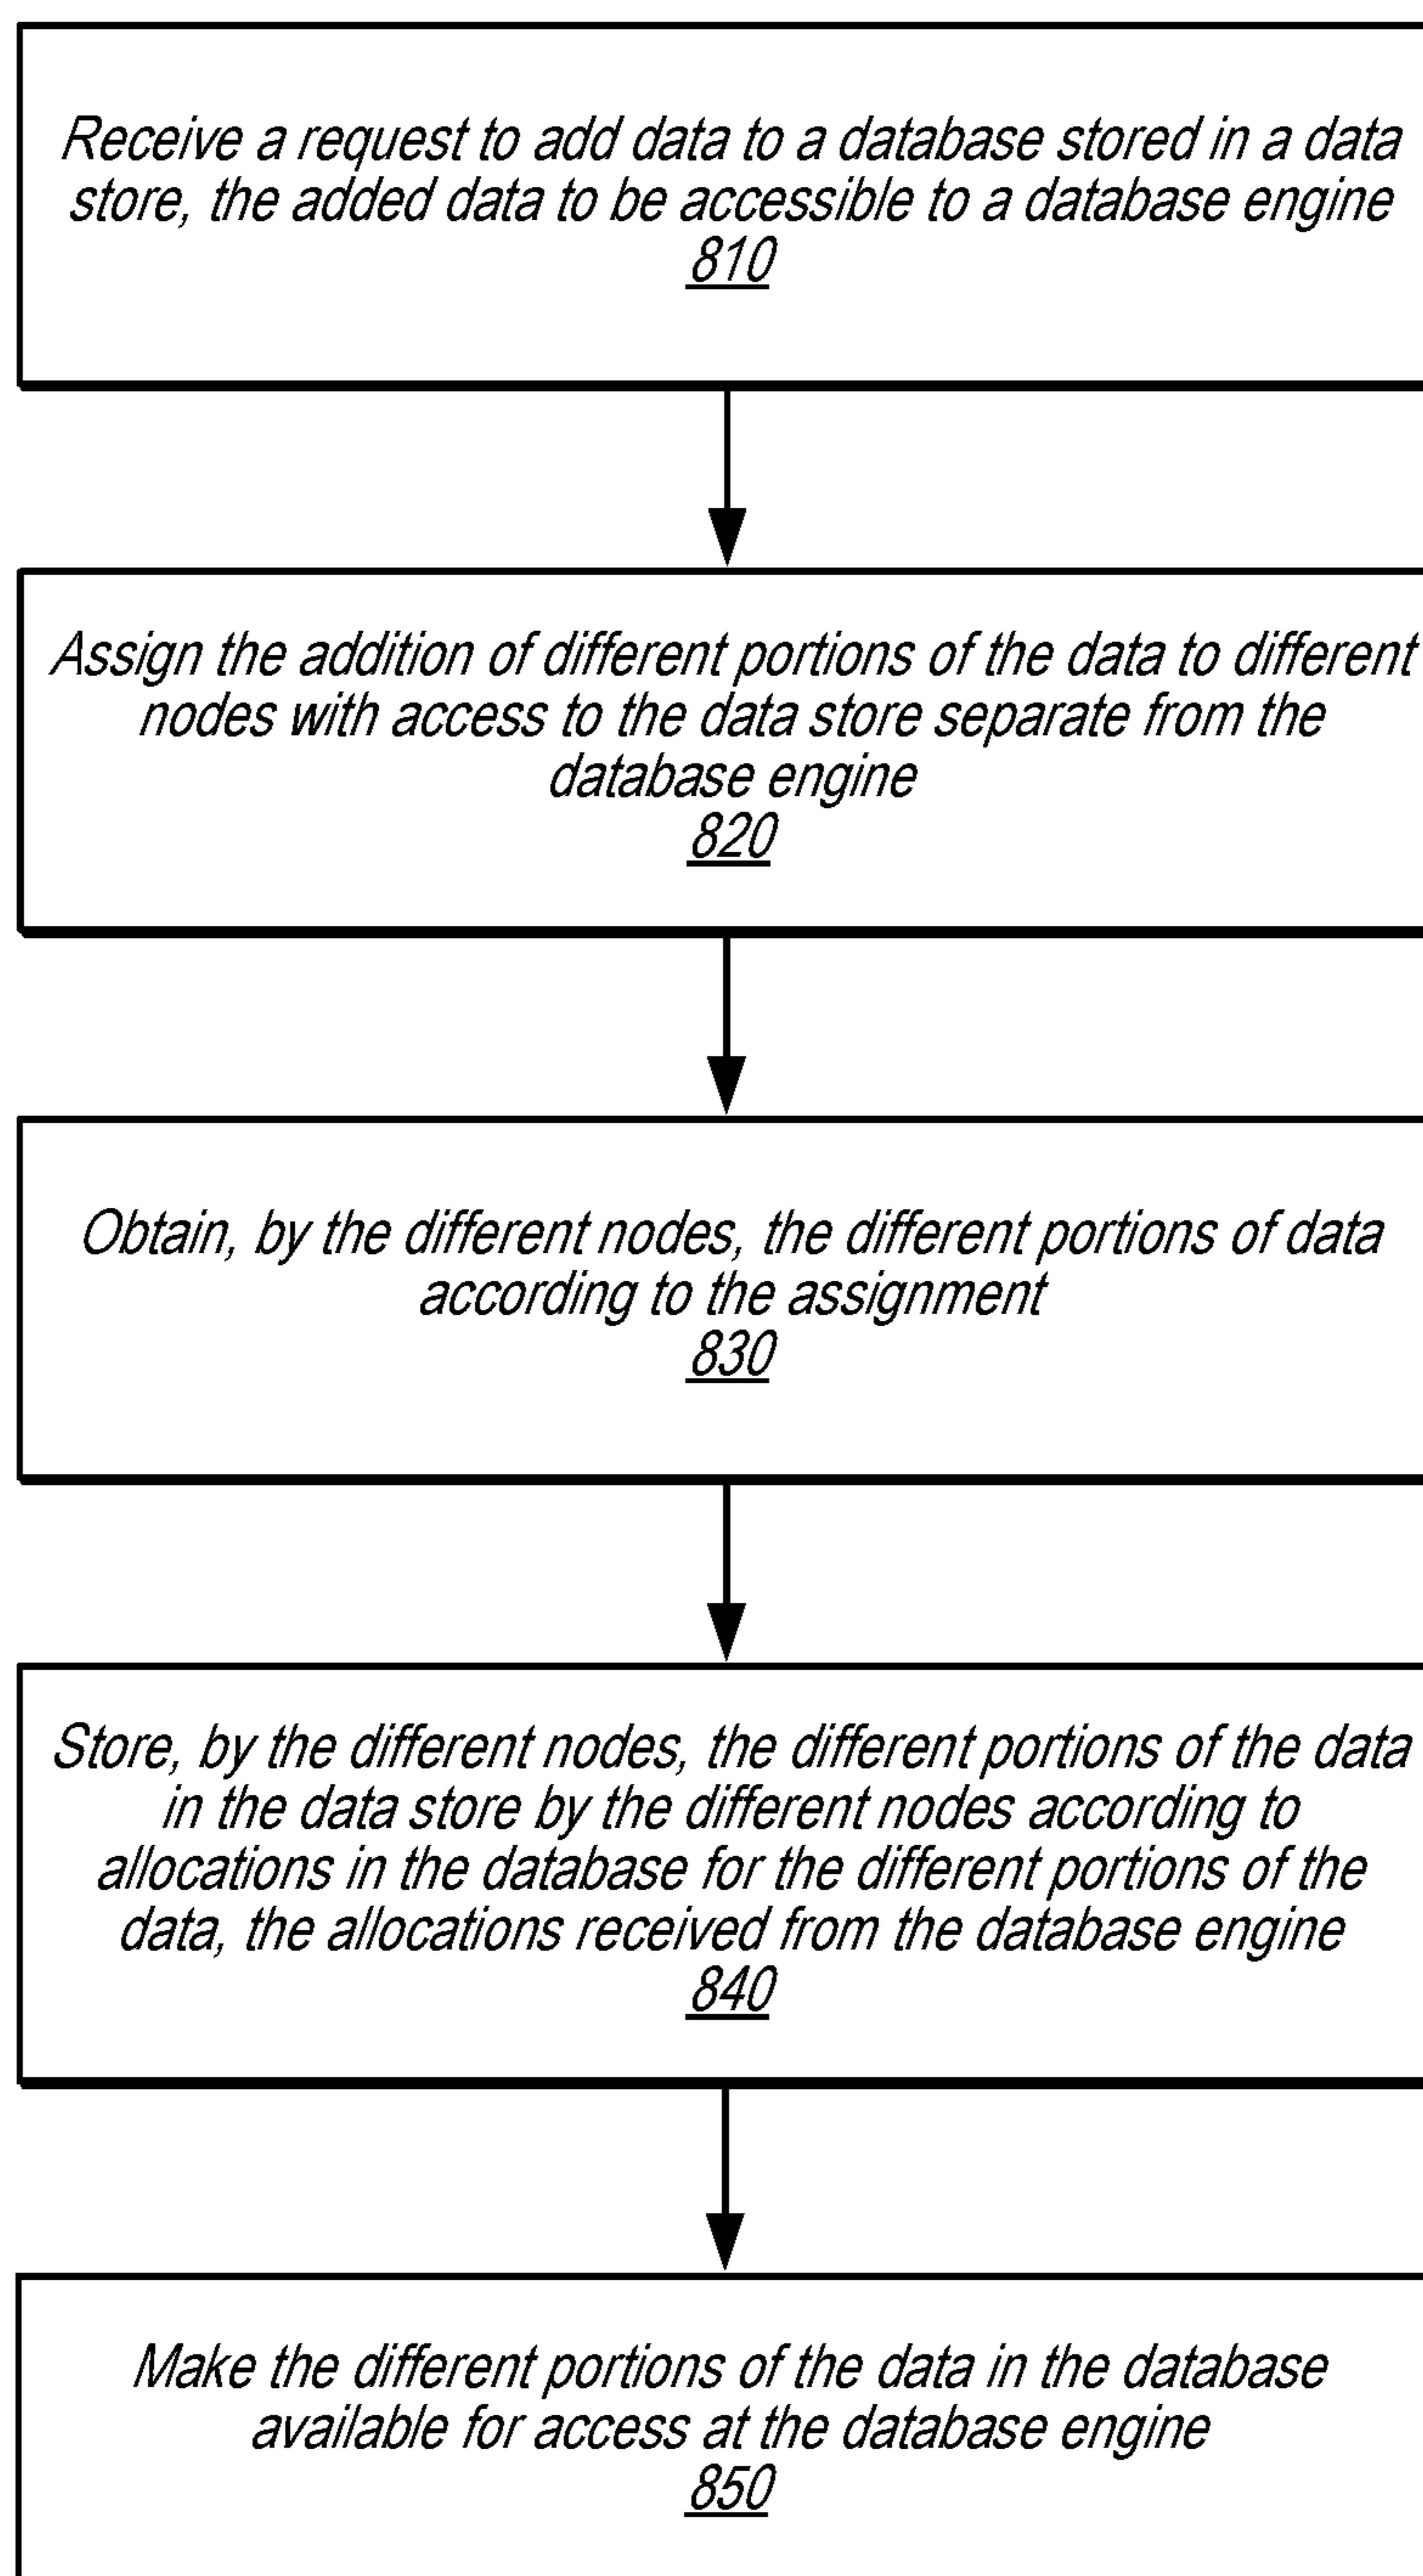 Receive a request to add data to a database stored in a data
store, the added data to be accessible to a database engine
810
Assign the addition of different portions of the data to different
nodes with access to the data store separate from the
database engine
820
Obtain, by the different nodes, the different portions of data
according to the assignment
830
Store, by the different nodes, the different portions of the data
in the data store by the different nodes according to
allocations in the database for the different portions of the
data, the allocations received from the database engine
840
Make the different portions of the data in the database
available for access at the database engine
850